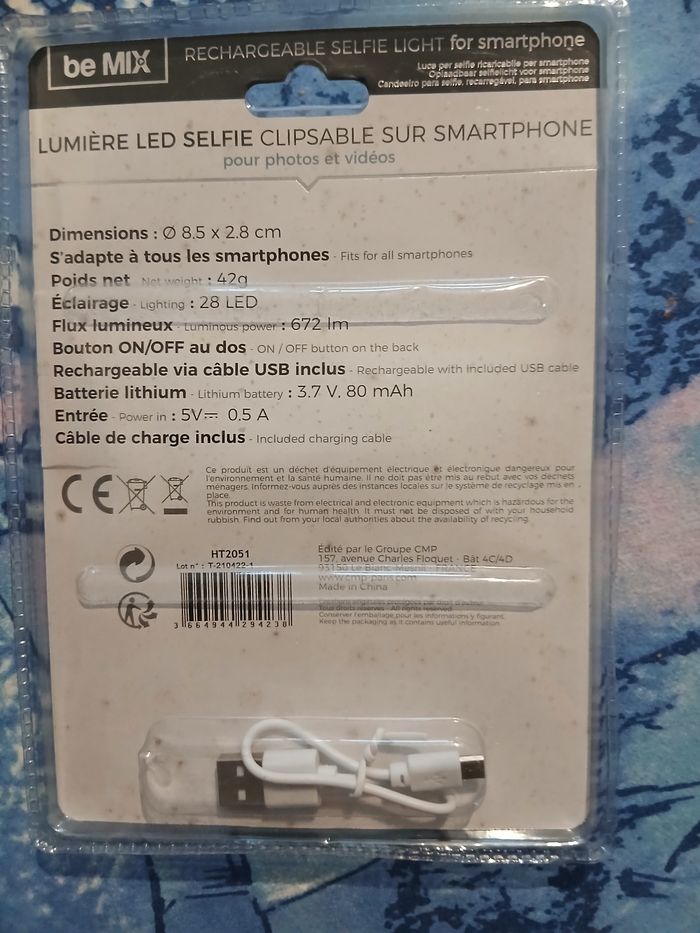 be MIX
RECHARGEABLE SELFIE LIGHT for smartphone
Luce per selfie ricaricabile per smartphone
Oplaadbaar selfielicht voor smartphone
Candeeiro para selfie, recarregável, para smartphone
LUMIÈRE LED SELFIE CLIPSABLE SUR SMARTPHONE
pour photos et vidéos
Dimensions : Ø 8.5 x 2.8 cm
S'adapte à tous les smartphones - Fits for all smartphones
Poids net - Net weight : 42g
Éclairage - Lighting : 28 LED
Flux lumineux - Luminous power : 672 lm
Bouton ON/OFF au dos - ON / OFF button on the back
Rechargeable via câble USB inclus - Rechargeable with included USB cable
Batterie lithium - Lithium battery : 3.7 V, 80 mAh
Entrée - Power in : 5V⎓ 0.5 A
Câble de charge inclus - Included charging cable
CE
Ce produit est un déchet d'équipement électrique et électronique dangereux pour
l'environnement et la santé humaine. Il ne doit pas être mis au rebut avec vos déchets
ménagers. Informez-vous auprès des instances locales sur le système de recyclage mis en
place.
This product is waste from electrical and electronic equipment which is hazardous for the
environment and for human health. It must not be disposed of with your household
rubbish. Find out from your local authorities about the availability of recycling.
HT2051
Lot n° : T-210422-1
3 664944 294238
Édité par le Groupe CMP
157, avenue Charles Floquet - Bât 4C/4D
93150 Le Blanc Mesnil - FRANCE
www.cmp-paris.com
Made in China
Tous droits réservés - All rights reserved
Conserver l'emballage pour les informations y figurant.
Keep the packaging as it contains useful information.